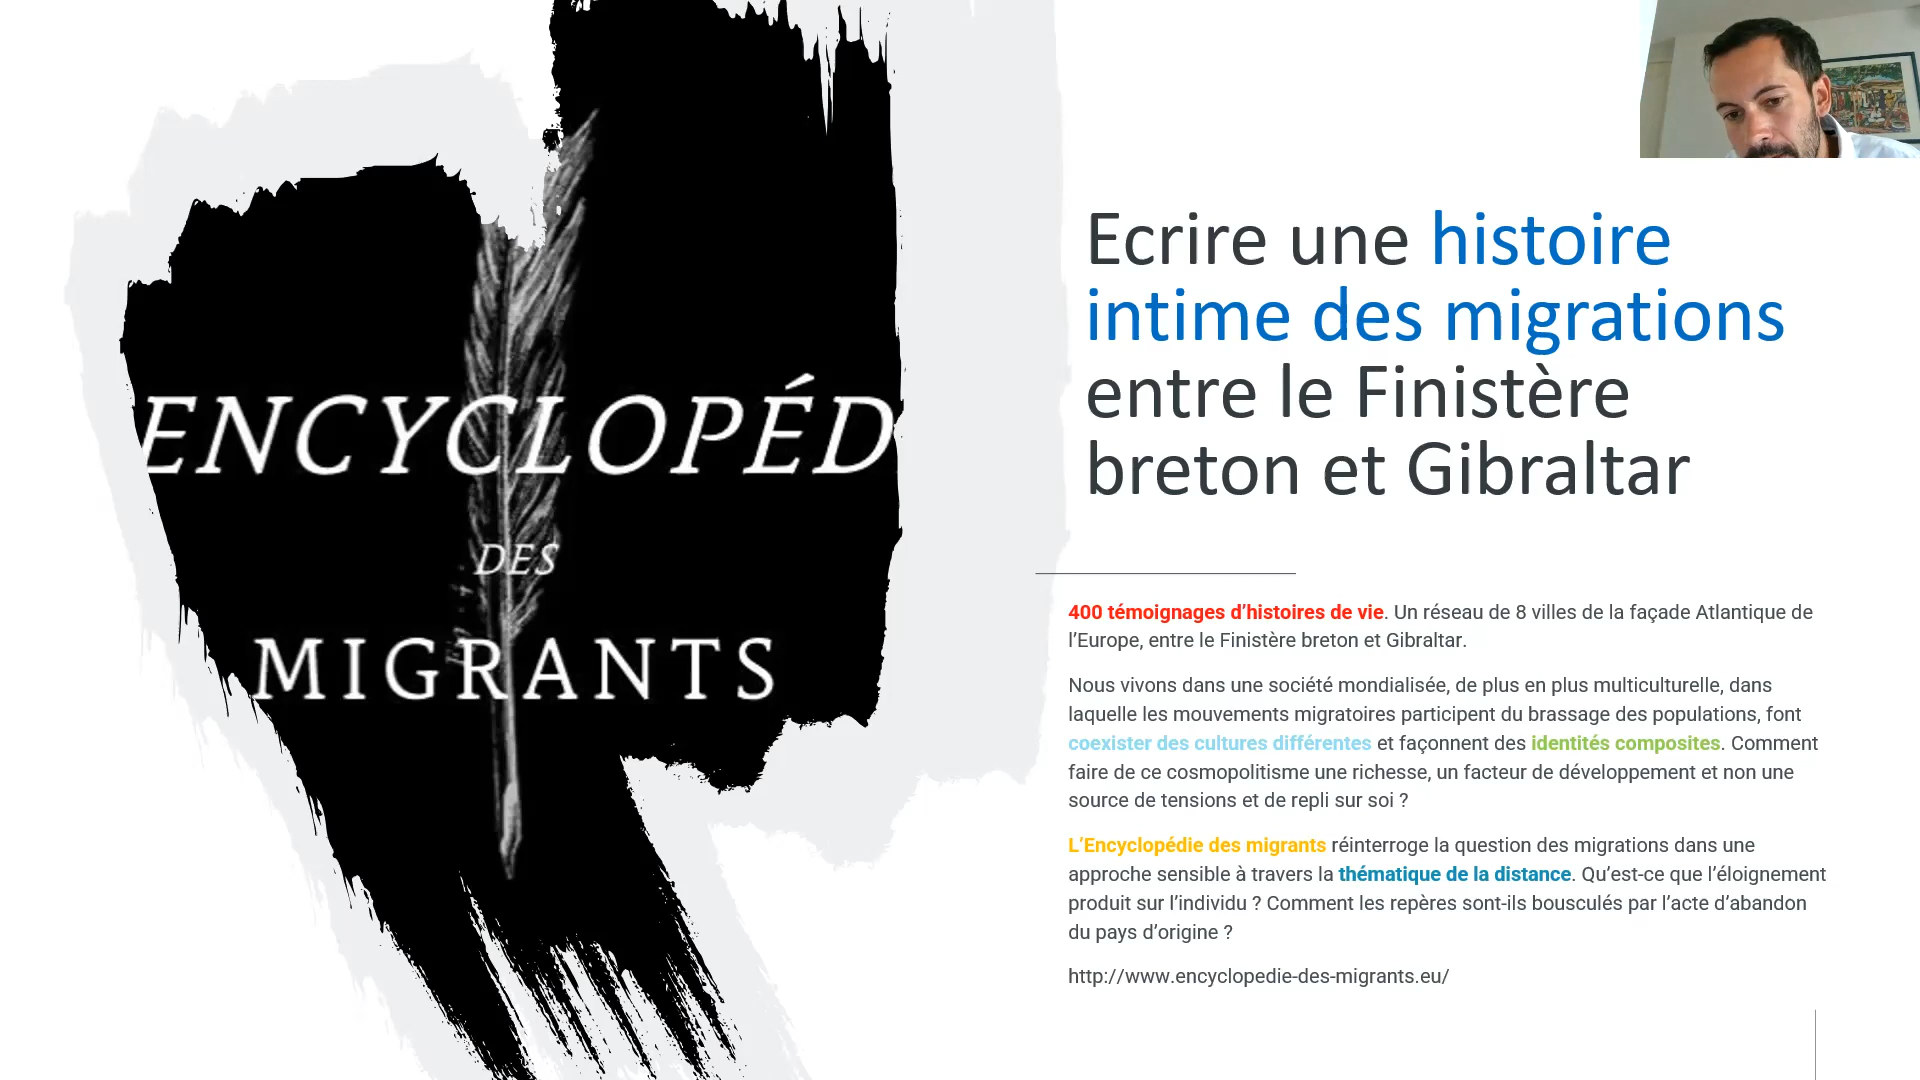 ENCYCLOPÉD
DES
MIGRANTS
Ecrire une histoire
intime des migrations
entre le Finistère
breton et Gibraltar
400 témoignages d’histoires de vie. Un réseau de 8 villes de la façade Atlantique de
l’Europe, entre le Finistère breton et Gibraltar.
Nous vivons dans une société mondialisée, de plus en plus multiculturelle, dans
laquelle les mouvements migratoires participent du brassage des populations, font
coexister des cultures différentes et façonnent des identités composites. Comment
faire de ce cosmopolitisme une richesse, un facteur de développement et non une
source de tensions et de repli sur soi ?
L’Encyclopédie des migrants réinterroge la question des migrations dans une
approche sensible à travers la thématique de la distance. Qu’est-ce que l’éloignement
produit sur l’individu ? Comment les repères sont-ils bousculés par l’acte d’abandon
du pays d’origine ?
http://www.encyclopedie-des-migrants.eu/